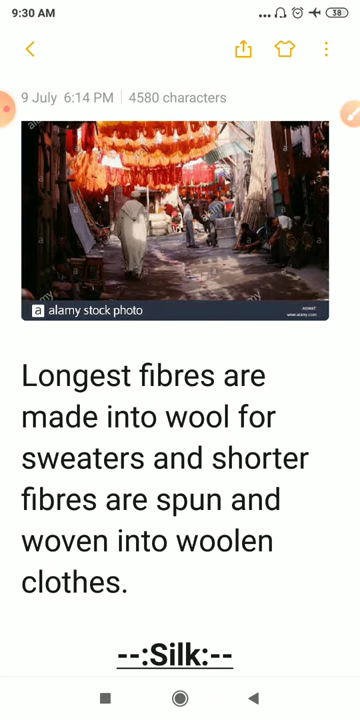 9:30 AM
38
9 July 6:14 PM | 4580 characters
a alamy stock photo
www.alamy.com
Longest fibres are
made into wool for
sweaters and shorter
fibres are spun and
woven into woolen
clothes.
--:Silk:--